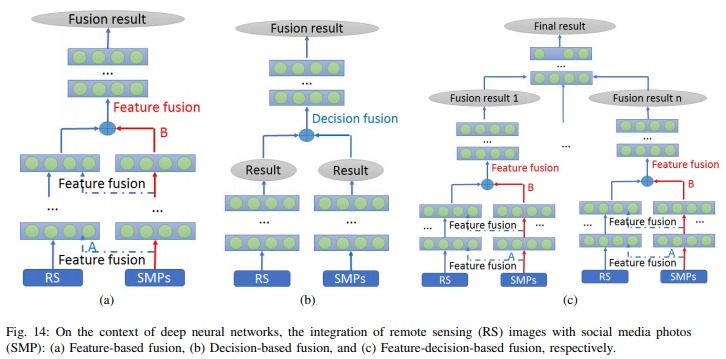 Fusion result
...
Feature fusion
B
Feature fusion
...
...
A
Feature fusion
RS
SMPs
(a)
Fusion result
...
Decision fusion
Result
Result
...
...
RS
SMPs
(b)
Final result
...
Fusion result 1
Fusion result n
...
...
...
Feature fusion
Feature fusion
B
B
Feature fusion
Feature fusion
...
...
...
...
A
A
Feature fusion
Feature fusion
RS
SMPs
RS
SMPs
(c)
Fig. 14: On the context of deep neural networks, the integration of remote sensing (RS) images with social media photos
(SMP): (a) Feature-based fusion, (b) Decision-based fusion, and (c) Feature-decision-based fusion, respectively.